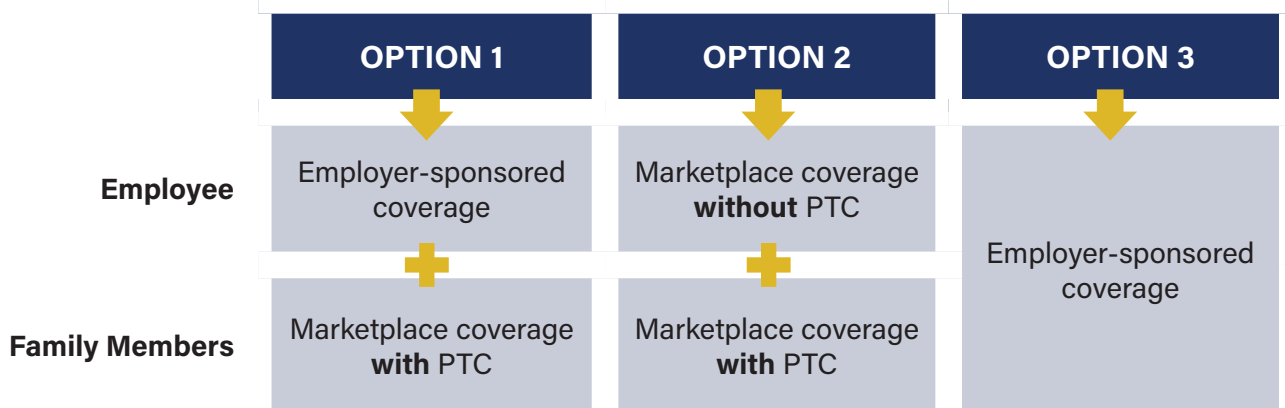 OPTION 1
OPTION 2
OPTION 3
Employee
Employer-sponsored
coverage
Marketplace coverage
without PTC
Employer-sponsored
coverage
Family Members
Marketplace coverage
with PTC
Marketplace coverage
with PTC